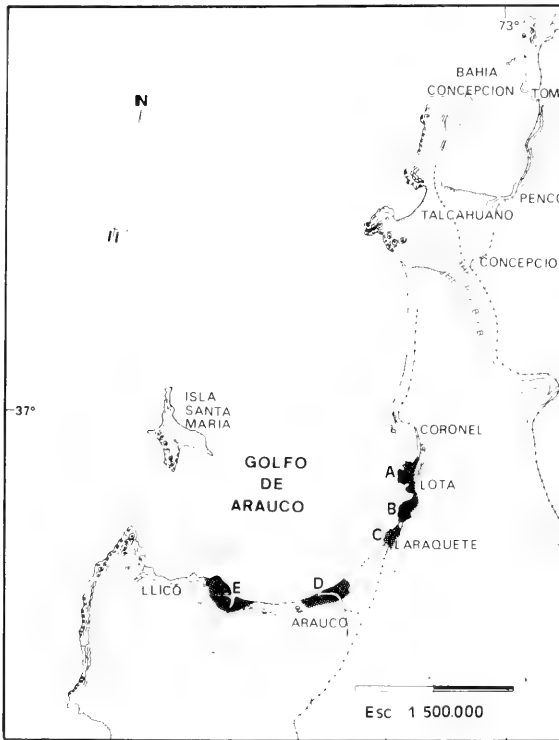 73°
BAHIA
CONCEPCION
TOM
N
PENCO
TALCAHUANO
CONCEPCIO
37°
ISLA
SANTA
MARIA
CORONEL
GOLFO
DE
ARAUCO
A
LOTA
B
C
LARAQUETE
LLICO
E
D
ARAUCO
Esc 1 500.000